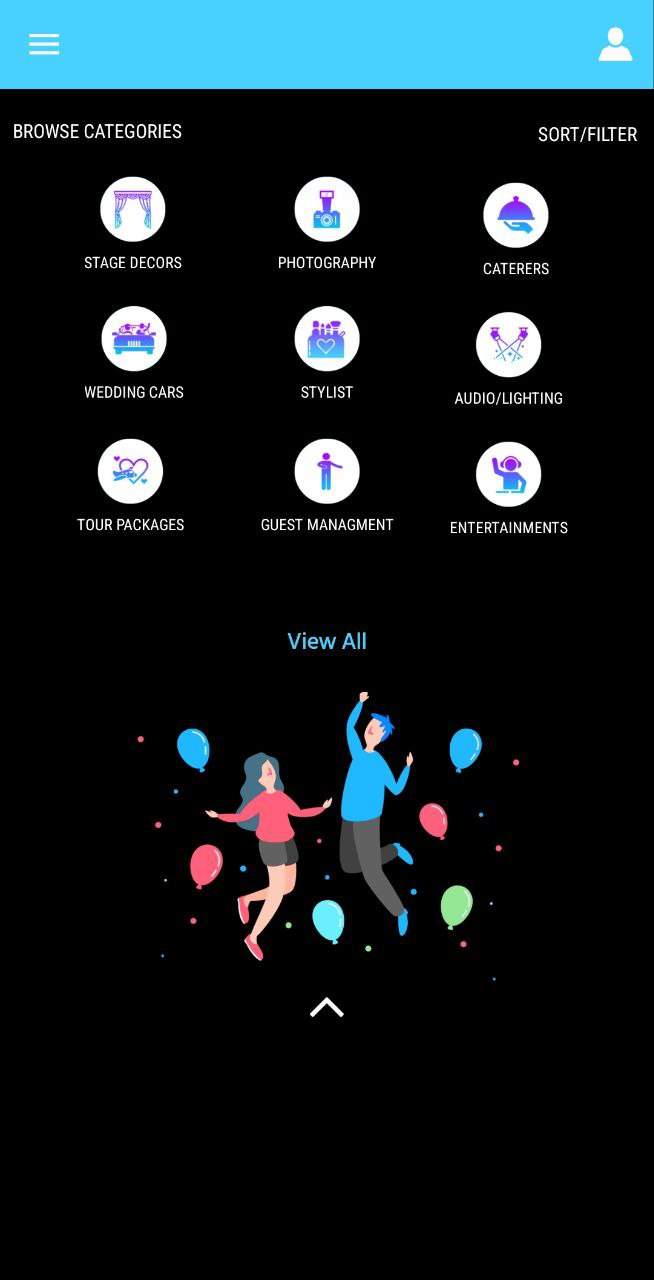 BROWSE CATEGORIES
SORT/FILTER
STAGE DECORS
PHOTOGRAPHY
CATERERS
WEDDING CARS
STYLIST
AUDIO/LIGHTING
TOUR PACKAGES
GUEST MANAGMENT
ENTERTAINMENTS
View All